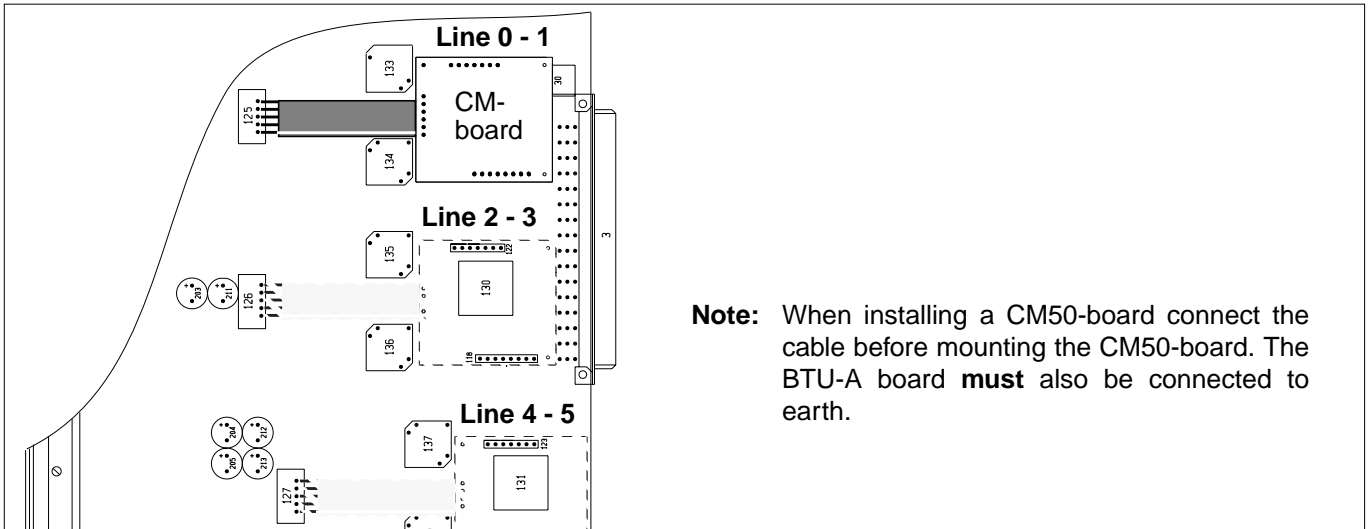 Line 0 - 1
133
30
CM-
board
125
134
Line 2 - 3
135
122
3
130
203
211
126
136
118
Note: When installing a CM50-board connect the
cable before mounting the CM50-board. The
BTU-A board must also be connected to
earth.
Line 4 - 5
204
212
137
123
205
213
131
127